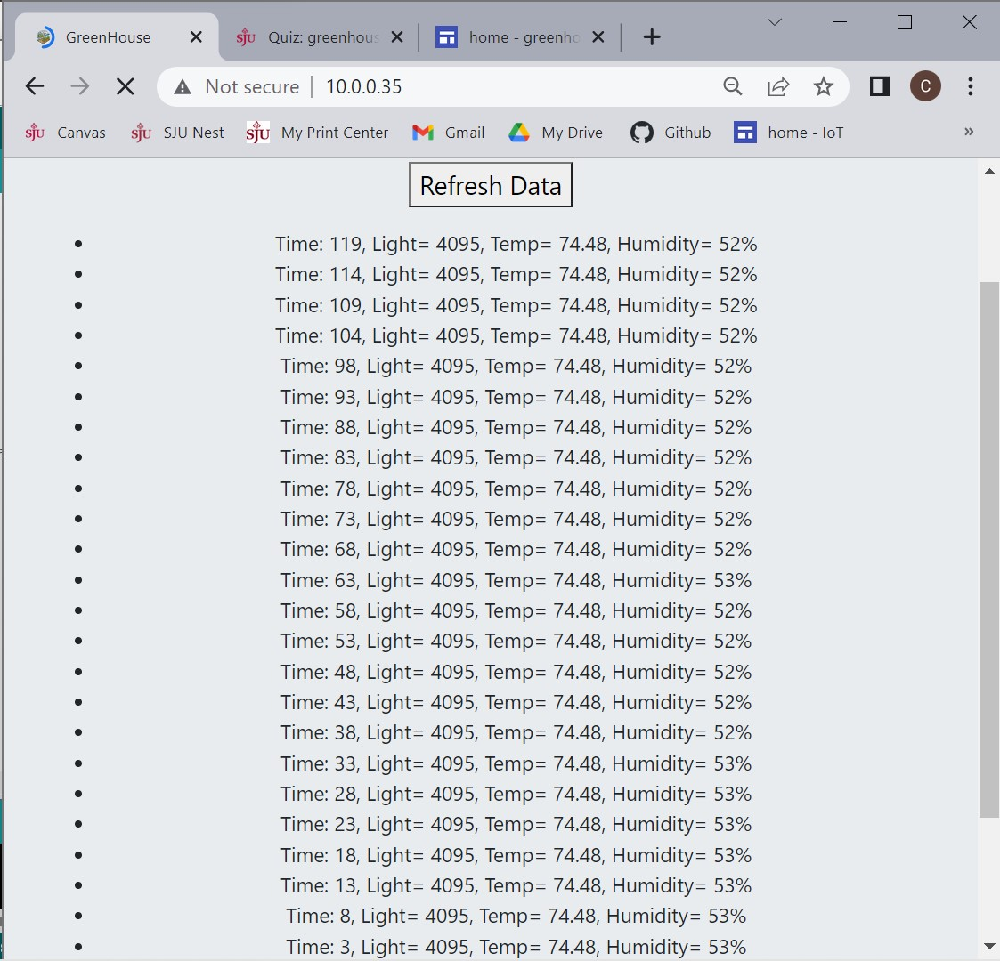 GreenHouse
SJU Quiz: greenhous
home - greenho
Not secure 10.0.0.35
C
SJU Canvas
SJU SJU Nest
SJU My Print Center
Gmail
My Drive
Github
home - IoT
»
Refresh Data
Time: 119, Light= 4095, Temp= 74.48, Humidity= 52%
Time: 114, Light= 4095, Temp= 74.48, Humidity= 52%
Time: 109, Light= 4095, Temp= 74.48, Humidity= 52%
Time: 104, Light= 4095, Temp= 74.48, Humidity= 52%
Time: 98, Light= 4095, Temp= 74.48, Humidity= 52%
Time: 93, Light= 4095, Temp= 74.48, Humidity= 52%
Time: 88, Light= 4095, Temp= 74.48, Humidity= 52%
Time: 83, Light= 4095, Temp= 74.48, Humidity= 52%
Time: 78, Light= 4095, Temp= 74.48, Humidity= 52%
Time: 73, Light= 4095, Temp= 74.48, Humidity= 52%
Time: 68, Light= 4095, Temp= 74.48, Humidity= 52%
Time: 63, Light= 4095, Temp= 74.48, Humidity= 53%
Time: 58, Light= 4095, Temp= 74.48, Humidity= 52%
Time: 53, Light= 4095, Temp= 74.48, Humidity= 52%
Time: 48, Light= 4095, Temp= 74.48, Humidity= 52%
Time: 43, Light= 4095, Temp= 74.48, Humidity= 52%
Time: 38, Light= 4095, Temp= 74.48, Humidity= 52%
Time: 33, Light= 4095, Temp= 74.48, Humidity= 53%
Time: 28, Light= 4095, Temp= 74.48, Humidity= 53%
Time: 23, Light= 4095, Temp= 74.48, Humidity= 53%
Time: 18, Light= 4095, Temp= 74.48, Humidity= 53%
Time: 13, Light= 4095, Temp= 74.48, Humidity= 53%
Time: 8, Light= 4095, Temp= 74.48, Humidity= 53%
Time: 3, Light= 4095, Temp= 74.48, Humidity= 53%